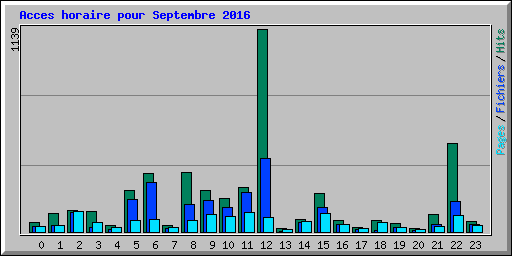 Acces horaire pour Septembre 2016
1139
Pages/Fichiers/Hits
0 1 2 3 4 5 6 7 8 9 10 11 12 13 14 15 16 17 18 19 20 21 22 23